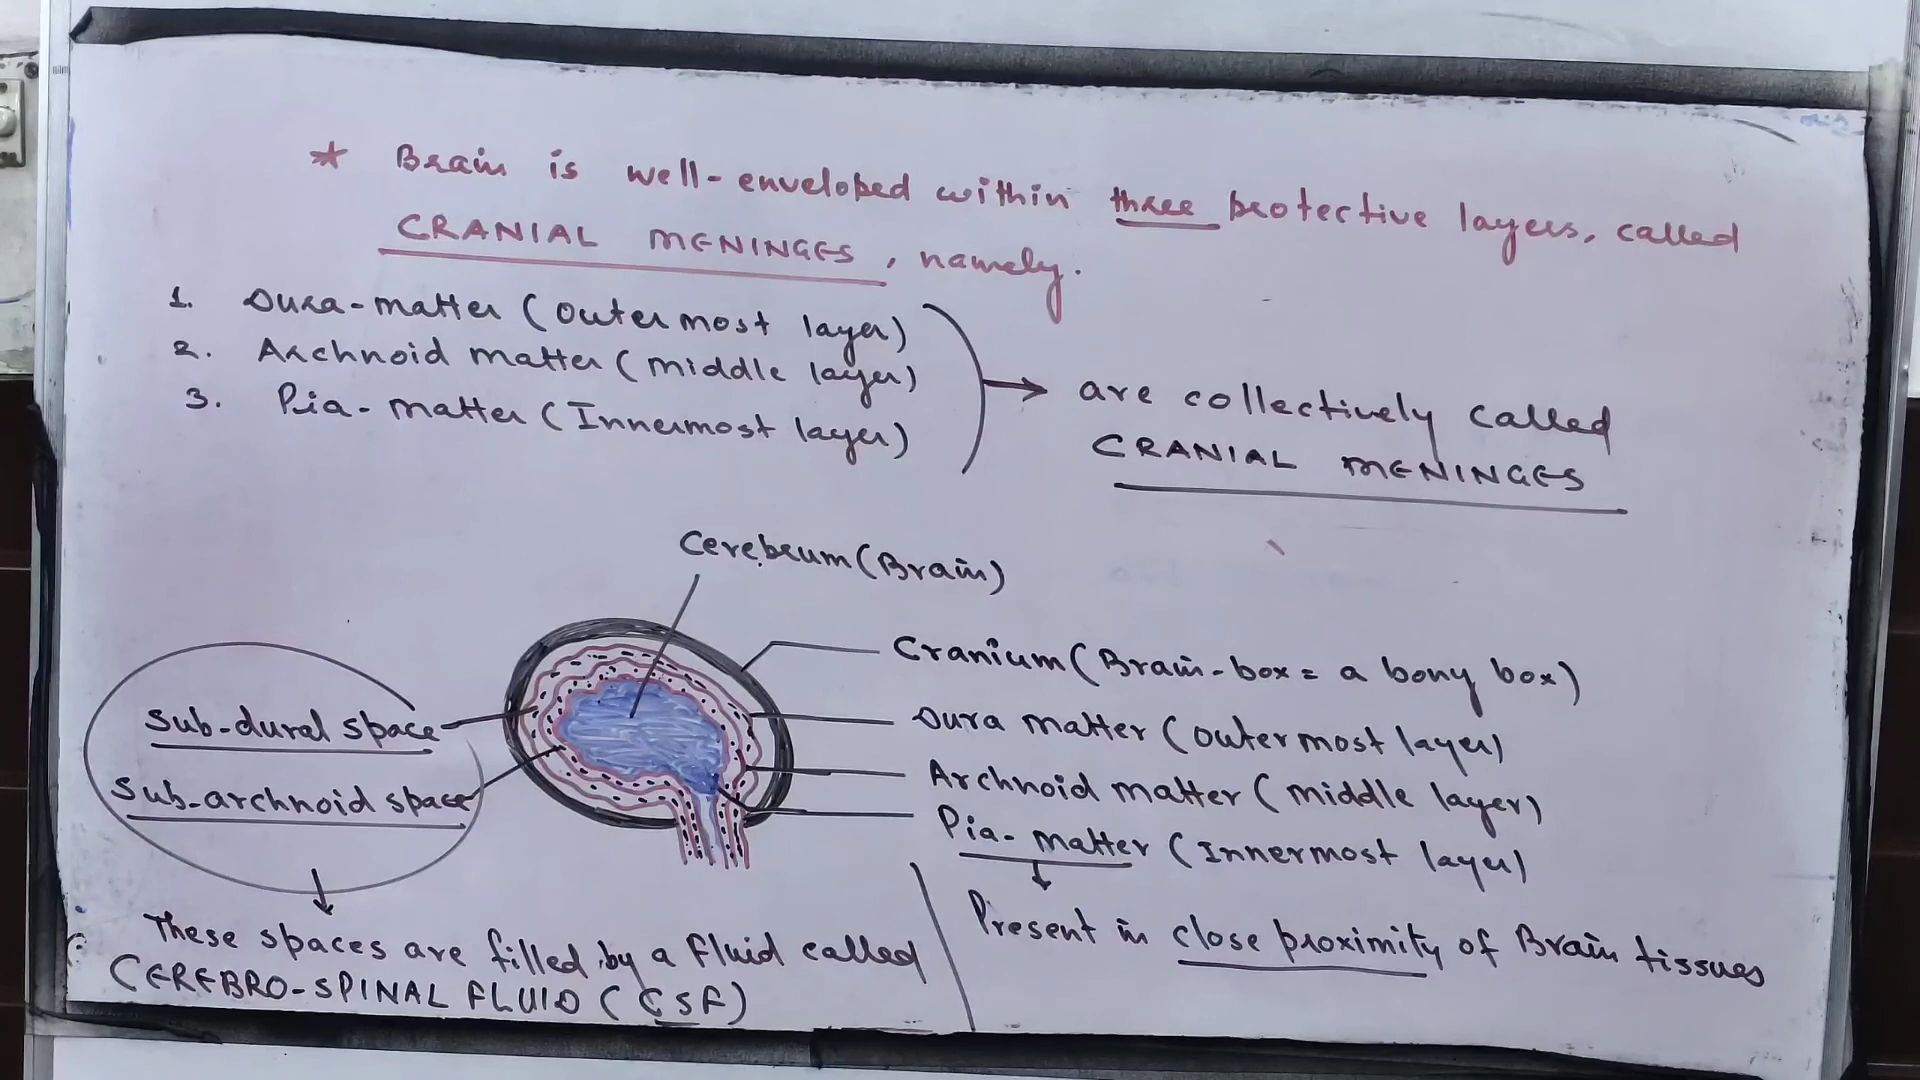 * Brain is well-enveloped within three protective layers, called
CRANIAL MENINGES, namely.
1. Dura-matter (outermost layer)
2. Archnoid matter (middle layer)
3. Pia-matter (Innermost layer)
are collectively called
CRANIAL MENINGES
Cerebrum (Brain)
Cranium (Brain-box = a bony box)
Dura matter (outermost layer)
Archnoid matter (middle layer)
Pia-matter (Innermost layer)
Present in close proximity of Brain tissues
Sub-dural space
Sub-archnoid space
These spaces are filled by a fluid called
CEREBRO-SPINAL FLUID (CSF)